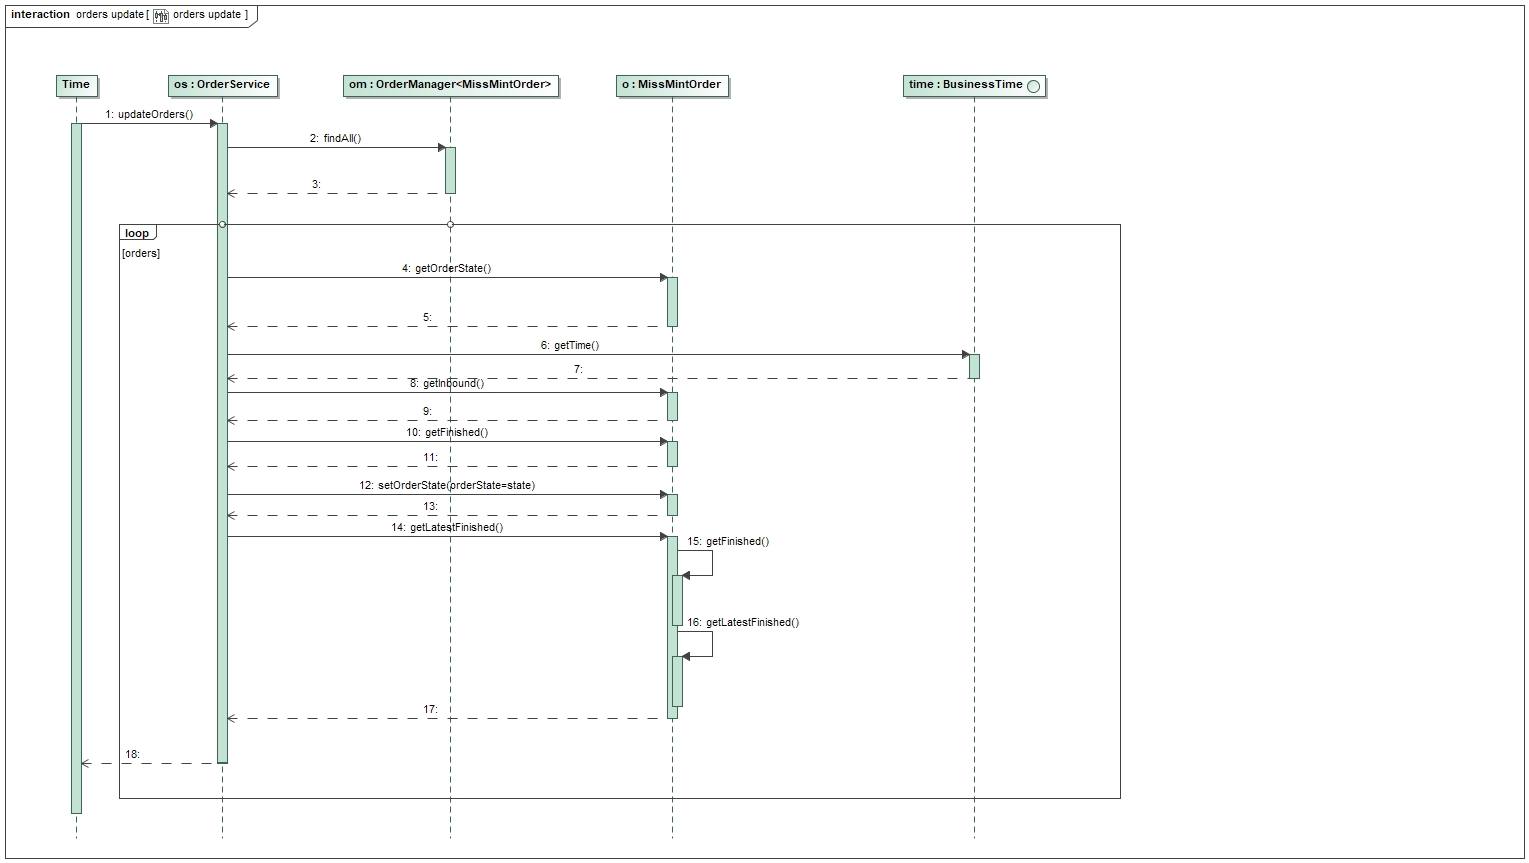 interaction orders update [ orders update ]
Time
os : OrderService
om : OrderManager<MissMintOrder>
o : MissMintOrder
time : BusinessTime
1: updateOrders()
2: findAll()
3:
loop
[orders]
4: getOrderState()
5:
6: getTime()
7:
8: getInbound()
9:
10: getFinished()
11:
12: setOrderState(orderState=state)
13:
14: getLatestFinished()
15: getFinished()
16: getLatestFinished()
17:
18: